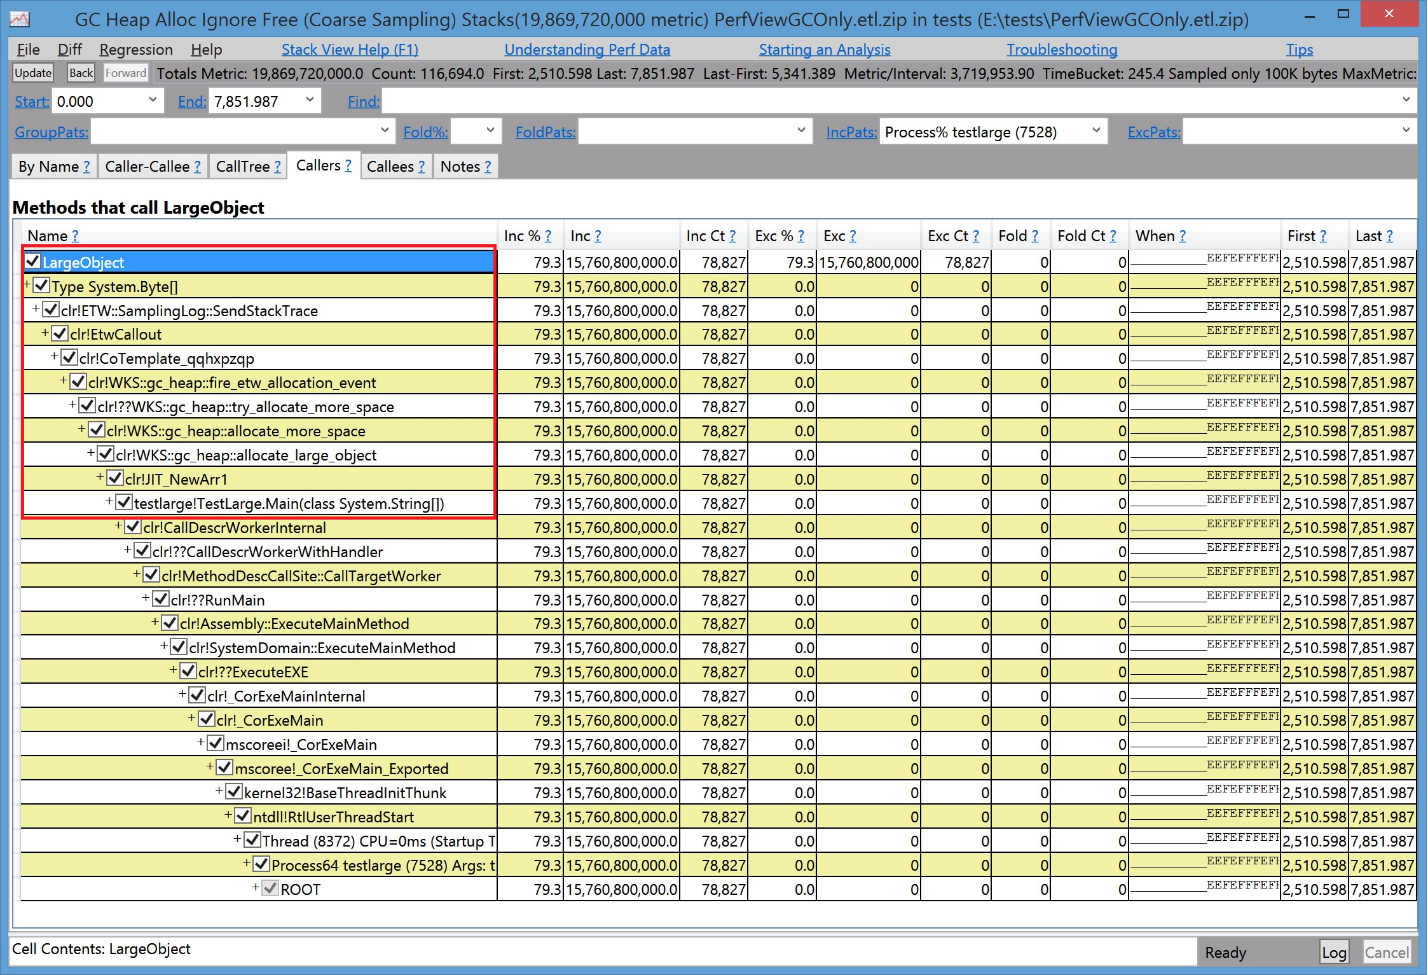 GC Heap Alloc Ignore Free (Coarse Sampling) Stacks(19,869,720,000 metric) PerfViewGCOnly.etl.zip in tests (E:\tests\PerfViewGCOnly.etl.zip)
File Diff Regression Help Stack View Help (F1) Understanding Perf Data Starting an Analysis Troubleshooting Tips
Update Back Forward Totals Metric: 19,869,720,000.0 Count: 116,694.0 First: 2,510.598 Last: 7,851.987 Last-First: 5,341.389 Metric/Interval: 3,719,953.90 TimeBucket: 245.4 Sampled only 100K bytes MaxMetric:
Start: 0.000 End: 7,851.987 Find:
GroupPats: Fold%: FoldPats: IncPats: Process% testlarge (7528) ExcPats:
By Name ? Caller-Callee ? CallTree ? Callers ? Callees ? Notes ?
Methods that call LargeObject
Name ? Inc % ? Inc ? Inc Ct ? Exc % ? Exc ? Exc Ct ? Fold ? Fold Ct ? When ? First ? Last ?
LargeObject 79.3 15,760,800,000.0 78,827 79.3 15,760,800,000 78,827 0 0 __________EEFEFFFEFI 2,510.598 7,851.987
+ Type System.Byte[] 79.3 15,760,800,000.0 78,827 0.0 0 0 0 0 __________EEFEFFFEFI 2,510.598 7,851.987
+ clr!ETW::SamplingLog::SendStackTrace 79.3 15,760,800,000.0 78,827 0.0 0 0 0 0 __________EEFEFFFEFI 2,510.598 7,851.987
+ clr!EtwCallout 79.3 15,760,800,000.0 78,827 0.0 0 0 0 0 __________EEFEFFFEFI 2,510.598 7,851.987
+ clr!CoTemplate_qqhxpzqp 79.3 15,760,800,000.0 78,827 0.0 0 0 0 0 __________EEFEFFFEFI 2,510.598 7,851.987
+ clr!WKS::gc_heap::fire_etw_allocation_event 79.3 15,760,800,000.0 78,827 0.0 0 0 0 0 __________EEFEFFFEFI 2,510.598 7,851.987
+ clr!??WKS::gc_heap::try_allocate_more_space 79.3 15,760,800,000.0 78,827 0.0 0 0 0 0 __________EEFEFFFEFI 2,510.598 7,851.987
+ clr!WKS::gc_heap::allocate_more_space 79.3 15,760,800,000.0 78,827 0.0 0 0 0 0 __________EEFEFFFEFI 2,510.598 7,851.987
+ clr!WKS::gc_heap::allocate_large_object 79.3 15,760,800,000.0 78,827 0.0 0 0 0 0 __________EEFEFFFEFI 2,510.598 7,851.987
+ clr!JIT_NewArr1 79.3 15,760,800,000.0 78,827 0.0 0 0 0 0 __________EEFEFFFEFI 2,510.598 7,851.987
+ testlarge!TestLarge.Main(class System.String[]) 79.3 15,760,800,000.0 78,827 0.0 0 0 0 0 __________EEFEFFFEFI 2,510.598 7,851.987
+ clr!CallDescrWorkerInternal 79.3 15,760,800,000.0 78,827 0.0 0 0 0 0 __________EEFEFFFEFI 2,510.598 7,851.987
+ clr!??CallDescrWorkerWithHandler 79.3 15,760,800,000.0 78,827 0.0 0 0 0 0 __________EEFEFFFEFI 2,510.598 7,851.987
+ clr!MethodDescCallSite::CallTargetWorker 79.3 15,760,800,000.0 78,827 0.0 0 0 0 0 __________EEFEFFFEFI 2,510.598 7,851.987
+ clr!??RunMain 79.3 15,760,800,000.0 78,827 0.0 0 0 0 0 __________EEFEFFFEFI 2,510.598 7,851.987
+ clr!Assembly::ExecuteMainMethod 79.3 15,760,800,000.0 78,827 0.0 0 0 0 0 __________EEFEFFFEFI 2,510.598 7,851.987
+ clr!SystemDomain::ExecuteMainMethod 79.3 15,760,800,000.0 78,827 0.0 0 0 0 0 __________EEFEFFFEFI 2,510.598 7,851.987
+ clr!??ExecuteEXE 79.3 15,760,800,000.0 78,827 0.0 0 0 0 0 __________EEFEFFFEFI 2,510.598 7,851.987
+ clr!_CorExeMainInternal 79.3 15,760,800,000.0 78,827 0.0 0 0 0 0 __________EEFEFFFEFI 2,510.598 7,851.987
+ clr!_CorExeMain 79.3 15,760,800,000.0 78,827 0.0 0 0 0 0 __________EEFEFFFEFI 2,510.598 7,851.987
+ mscoreei!_CorExeMain 79.3 15,760,800,000.0 78,827 0.0 0 0 0 0 __________EEFEFFFEFI 2,510.598 7,851.987
+ mscoree!_CorExeMain_Exported 79.3 15,760,800,000.0 78,827 0.0 0 0 0 0 __________EEFEFFFEFI 2,510.598 7,851.987
+ kernel32!BaseThreadInitThunk 79.3 15,760,800,000.0 78,827 0.0 0 0 0 0 __________EEFEFFFEFI 2,510.598 7,851.987
+ ntdll!RtlUserThreadStart 79.3 15,760,800,000.0 78,827 0.0 0 0 0 0 __________EEFEFFFEFI 2,510.598 7,851.987
+ Thread (8372) CPU=0ms (Startup T 79.3 15,760,800,000.0 78,827 0.0 0 0 0 0 __________EEFEFFFEFI 2,510.598 7,851.987
+ Process64 testlarge (7528) Args: t 79.3 15,760,800,000.0 78,827 0.0 0 0 0 0 __________EEFEFFFEFI 2,510.598 7,851.987
+ ROOT 79.3 15,760,800,000.0 78,827 0.0 0 0 0 0 __________EEFEFFFEFI 2,510.598 7,851.987
Cell Contents: LargeObject Ready Log Cancel